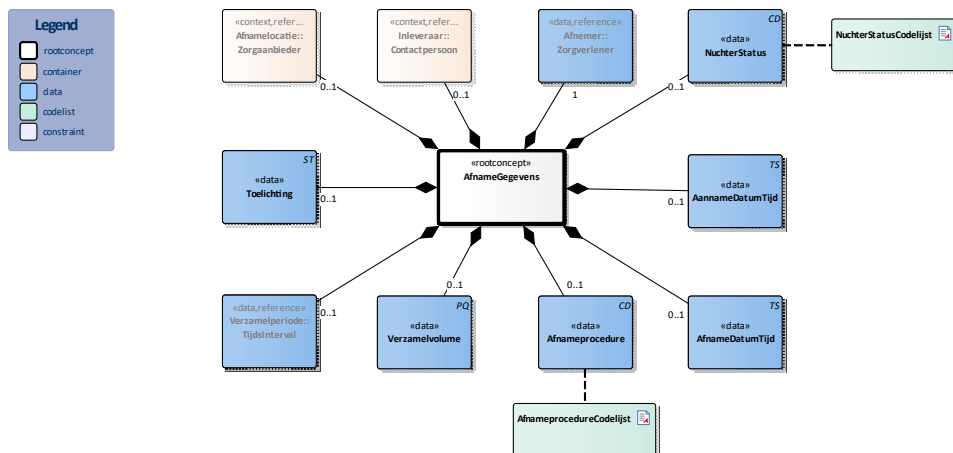 Legend
rootconcept
container
data
codelist
constraint
«context,refer...
Afnamelocatie::
Zorgaanbieder
0..1
«context,refer...
Inleveraar::
Contactpersoon
0..1
«data,reference»
Afnemer::
Zorgverlener
1
CD
«data»
NuchterStatus
0..1
NuchterStatusCodelijst
ST
«data»
Toelichting
0..1
«rootconcept»
AfnameGegevens
TS
«data»
AannameDatumTijd
0..1
«data,reference»
Verzamelperiode::
TijdsInterval
0..1
0..1
PQ
«data»
Verzamelvolume
0..1
CD
«data»
Afnameprocedure
0..1
TS
«data»
AfnameDatumTijd
AfnameprocedureCodelijst